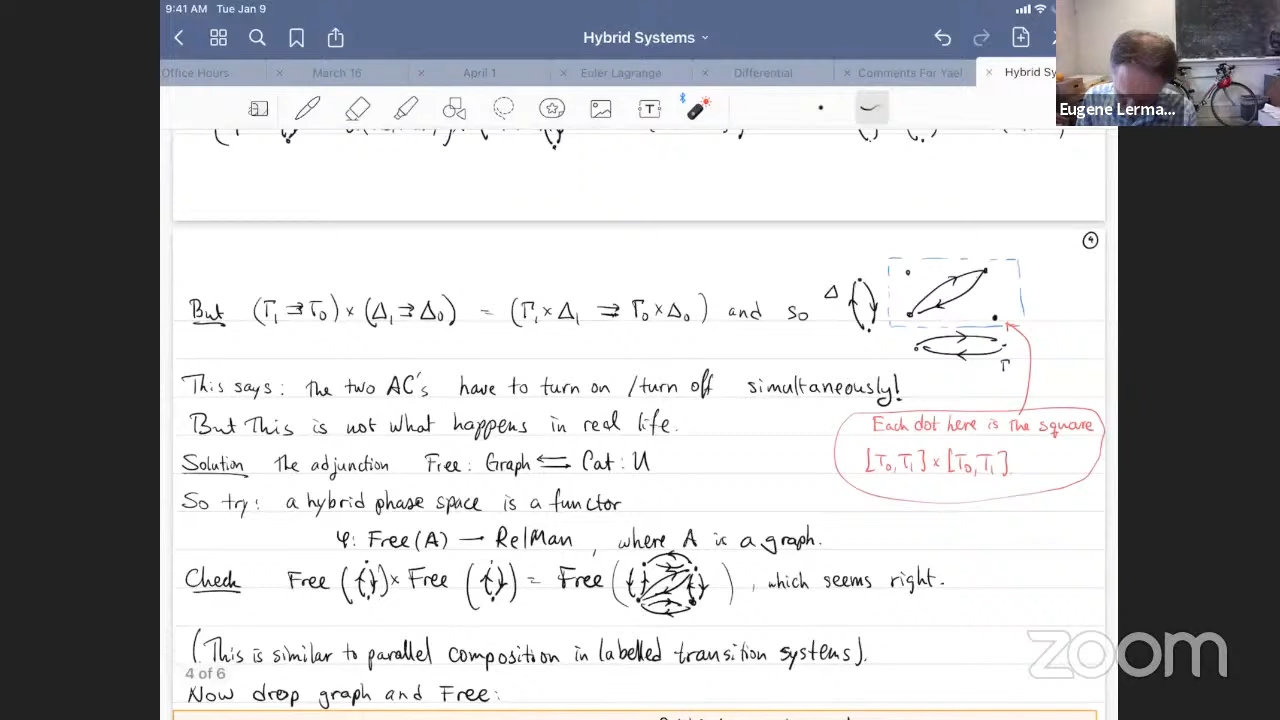 9:41 AM Tue Jan 9
Hybrid Systems
Office Hours
March 16
April 1
Euler Lagrange
Differential
Comments For Yael
Hybrid Sy
Eugene Lerma...
4
But (Γ₁ ⇉ Γ₀) × (Δ₁ ⇉ Δ₀) = (Γ₁ × Δ₁ ⇉ Γ₀ × Δ₀) and so
Δ
Γ
This says: The two AC's have to turn on / turn off simultaneously!
But This is not what happens in real life.
Each dot here is The square
[T₀,T₁] × [T₀,T₁]
Solution The adjunction Free: Graph ⇌ Cat: U
So try: a hybrid phase space is a functor
φ: Free(A) → RelMan, where A is a graph.
Check Free ( ) × Free ( ) = Free ( ), which seems right.
(This is similar to parallel composition in labelled transition systems).
4 of 6
Now drop graph and Free:
zoom